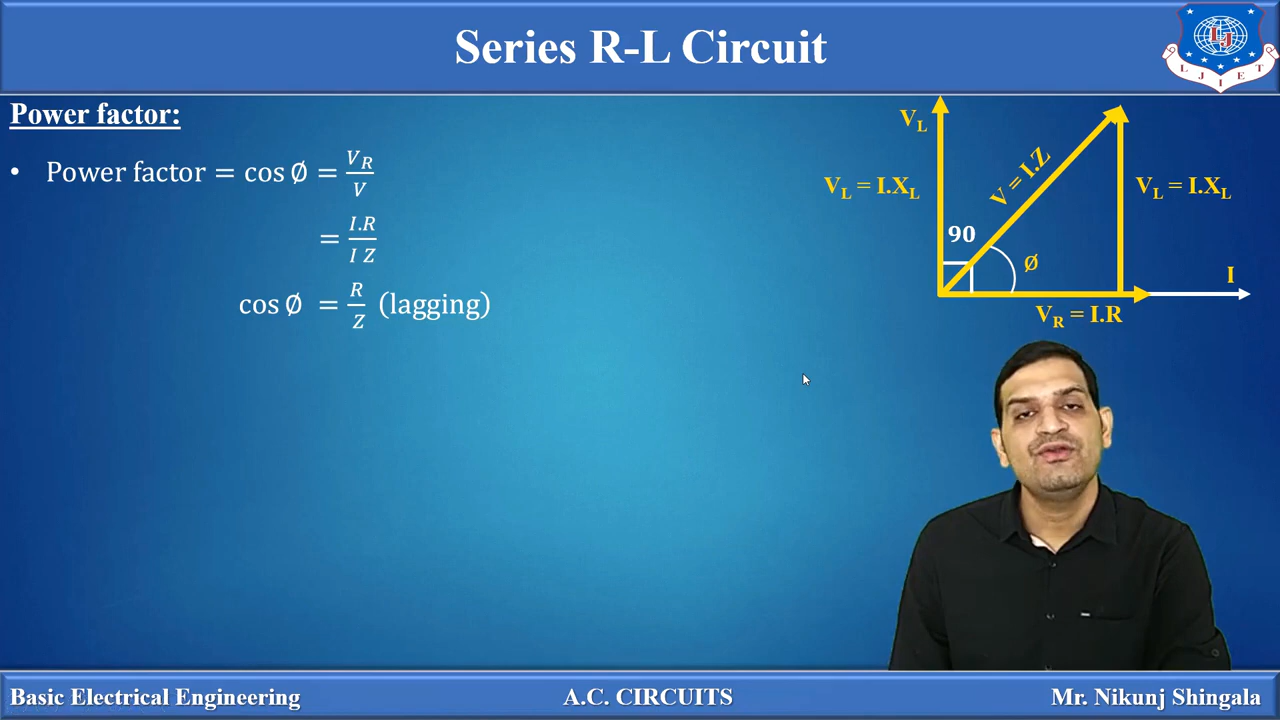 Series R-L Circuit
L J I E T
Power factor:
• Power factor = cos ∅ = V_R / V
= I.R / I Z
cos ∅ = R / Z (lagging)
V_L
V = I.Z
V_L = I.X_L
V_L = I.X_L
90
Ø
I
V_R = I.R
Basic Electrical Engineering
A.C. CIRCUITS
Mr. Nikunj Shingala